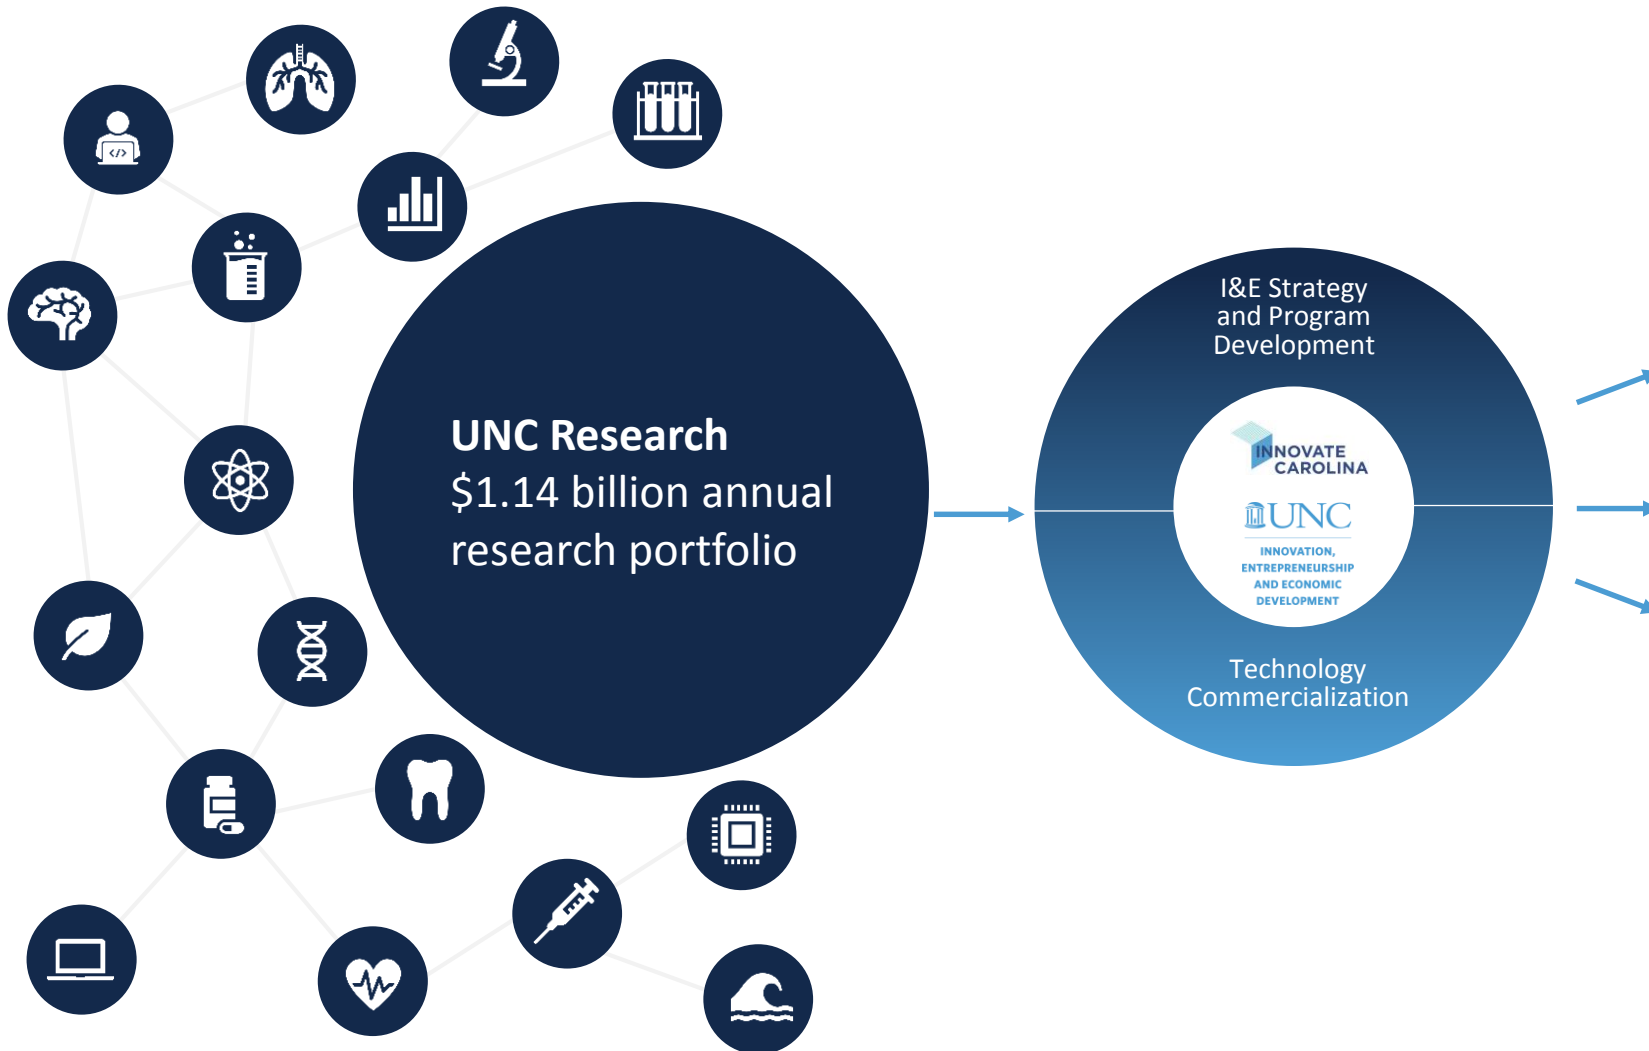 UNC Research
$1.14 billion annual
research portfolio
I&E Strategy
and Program
Development
INNOVATE
CAROLINA
UNC
INNOVATION,
ENTREPRENEURSHIP
AND ECONOMIC
DEVELOPMENT
Technology
Commercialization